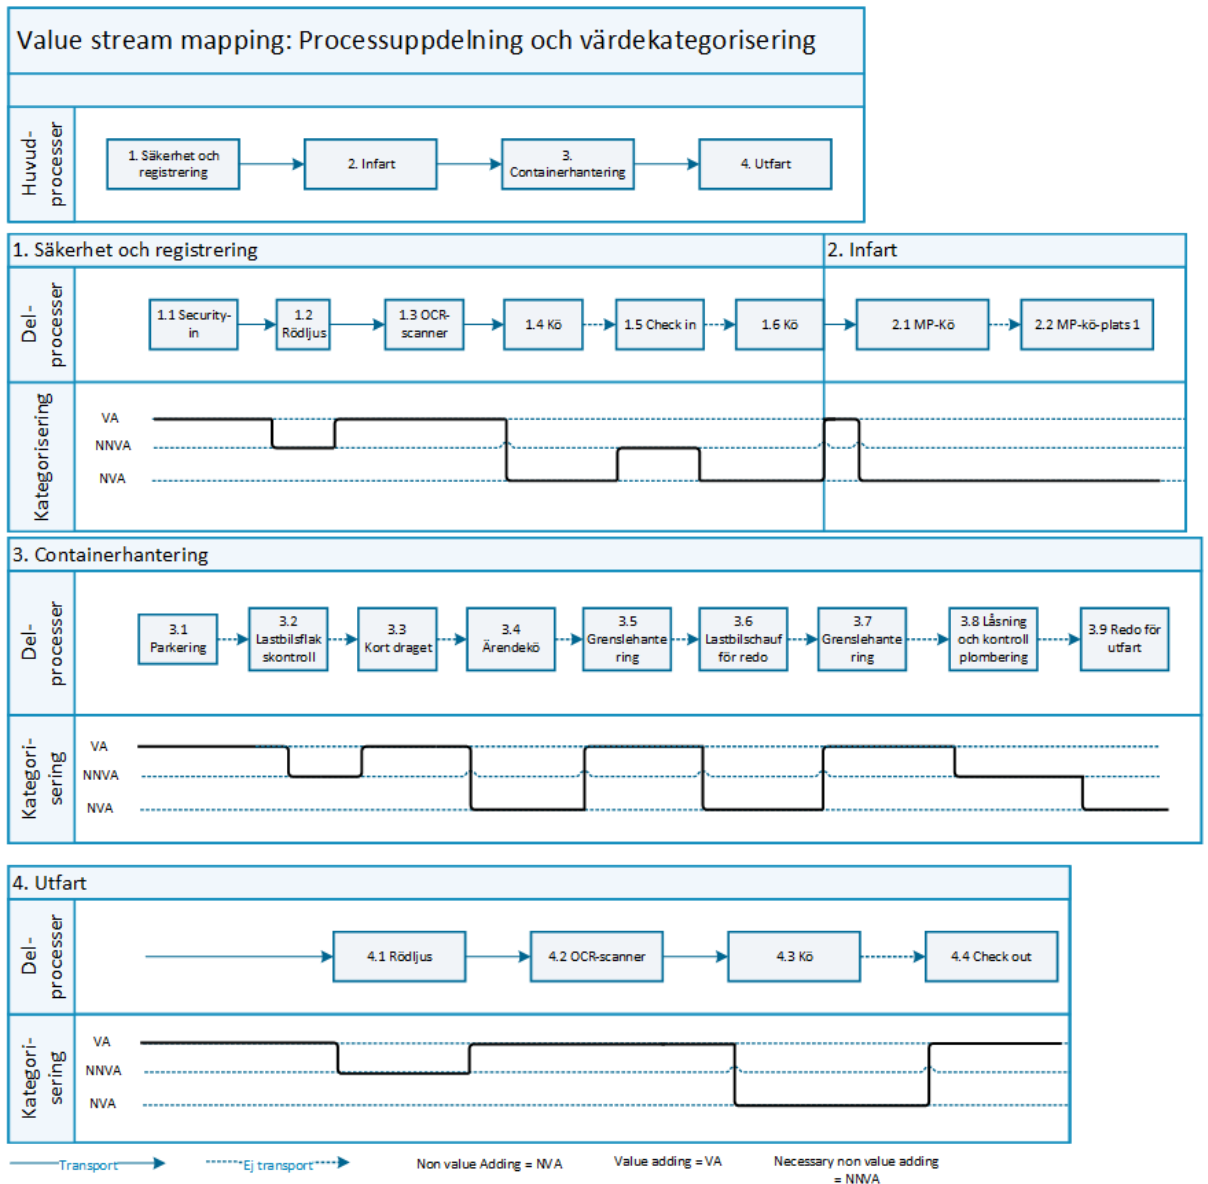 Value stream mapping: Processuppdelning och värdekategorisering
Huvud-
processer
1. Säkerhet och
registrering
2. Infart
3.
Containerhantering
4. Utfart
1. Säkerhet och registrering
2. Infart
Del-
processer
1.1 Security-
in
1.2
Rödljus
1.3 OCR-
scanner
1.4 Kö
1.5 Check in
1.6 Kö
2.1 MP-Kö
2.2 MP-kö-plats 1
Kategorisering
VA
NNVA
NVA
3. Containerhantering
Del-
processer
3.1
Parkering
3.2
Lastbilsflak
skontroll
3.3
Kort draget
3.4
Ärendekö
3.5
Grenslehante
ring
3.6
Lastbilschauf
för redo
3.7
Grenslehante
ring
3.8 Låsning
och kontroll
plombering
3.9 Redo för
utfart
Kategori-
sering
VA
NNVA
NVA
4. Utfart
Del-
processer
4.1 Rödljus
4.2 OCR-scanner
4.3 Kö
4.4 Check out
Kategori-
sering
VA
NNVA
NVA
Transport
Ej transport
Non value Adding = NVA
Value adding = VA
Necessary non value adding
= NNVA